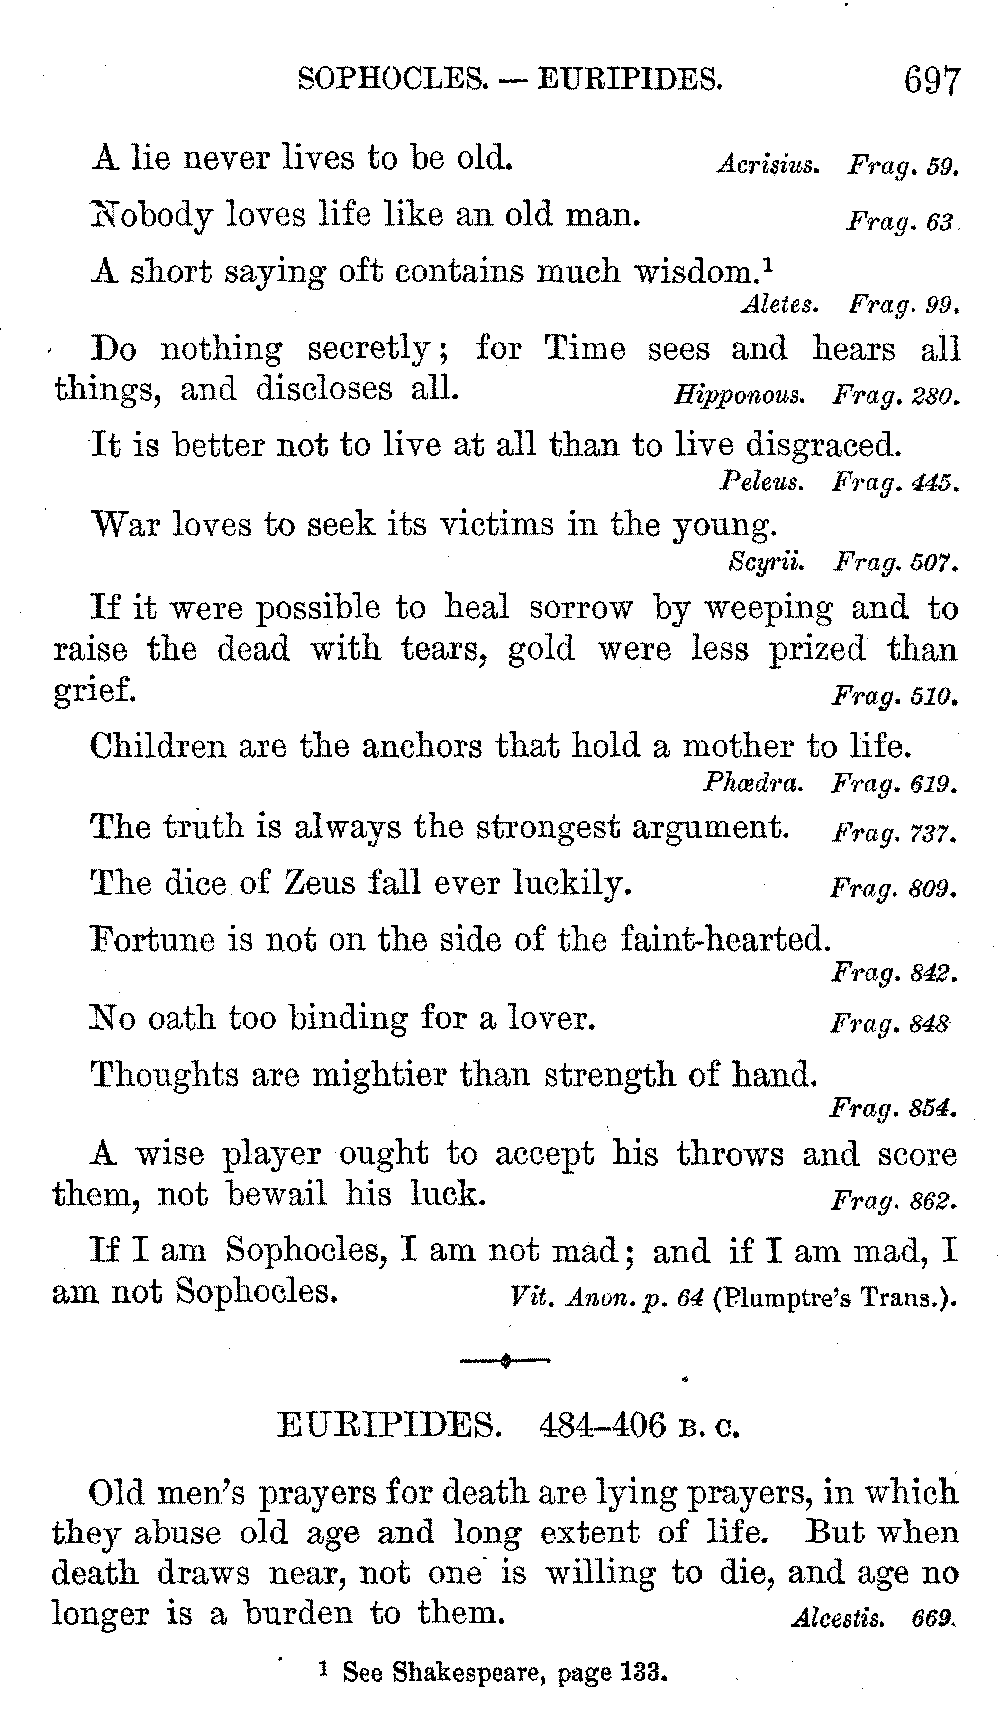 SOPHOCLES. — EURIPIDES. 697
A lie never lives to be old. Acrisius. Frag. 59.
Nobody loves life like an old man. Frag. 63.
A short saying oft contains much wisdom.¹
Aletes. Frag. 99.
Do nothing secretly; for Time sees and hears all
things, and discloses all. Hipponous. Frag. 280.
It is better not to live at all than to live disgraced.
Peleus. Frag. 445.
War loves to seek its victims in the young.
Scyrii. Frag. 507.
If it were possible to heal sorrow by weeping and to
raise the dead with tears, gold were less prized than
grief. Frag. 510.
Children are the anchors that hold a mother to life.
Phædra. Frag. 619.
The truth is always the strongest argument. Frag. 737.
The dice of Zeus fall ever luckily. Frag. 809.
Fortune is not on the side of the faint-hearted.
Frag. 842.
No oath too binding for a lover. Frag. 848
Thoughts are mightier than strength of hand.
Frag. 854.
A wise player ought to accept his throws and score
them, not bewail his luck. Frag. 862.
If I am Sophocles, I am not mad; and if I am mad, I
am not Sophocles. Vit. Anon. p. 64 (Plumptre's Trans.).
EURIPIDES. 484–406 B. C.
Old men's prayers for death are lying prayers, in which
they abuse old age and long extent of life. But when
death draws near, not one is willing to die, and age no
longer is a burden to them. Alcestis. 669.
¹ See Shakespeare, page 133.